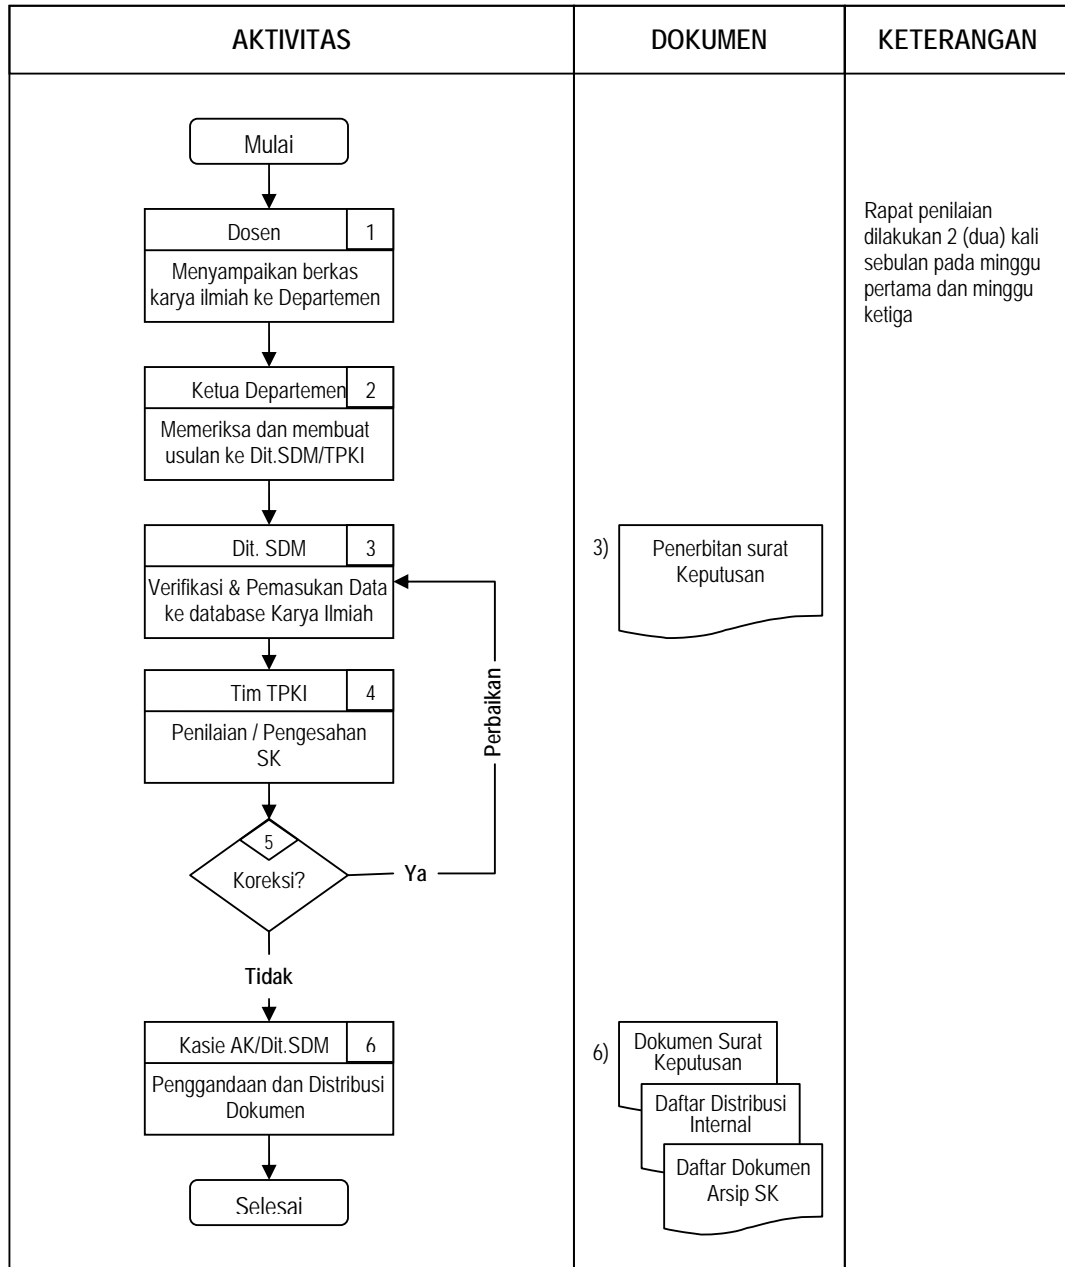 AKTIVITAS
DOKUMEN
KETERANGAN
Mulai
Dosen
1
Menyampaikan berkas
karya ilmiah ke Departemen
Rapat penilaian
dilakukan 2 (dua) kali
sebulan pada minggu
pertama dan minggu
ketiga
Ketua Departemen
2
Memeriksa dan membuat
usulan ke Dit.SDM/TPKI
Dit. SDM
3
Verifikasi & Pemasukan Data
ke database Karya Ilmiah
3)
Penerbitan surat
Keputusan
Tim TPKI
4
Penilaian / Pengesahan
SK
Perbaikan
5
Koreksi?
Ya
Tidak
Kasie AK/Dit.SDM
6
Penggandaan dan Distribusi
Dokumen
6)
Dokumen Surat
Keputusan
Daftar Distribusi
Internal
Daftar Dokumen
Arsip SK
Selesai